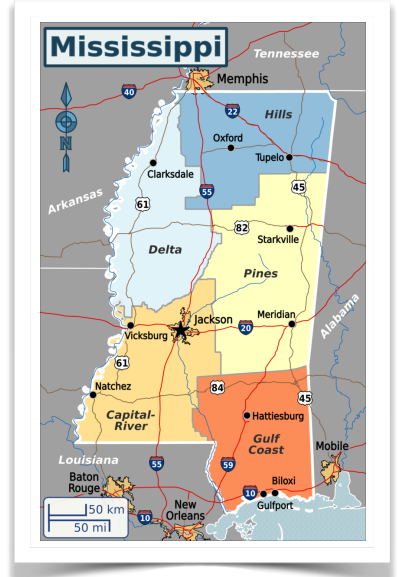 Mississippi
Tennessee
Memphis
40
22
Hills
Oxford
Tupelo
Clarksdale
55
45
Arkansas
61
82
Starkville
Delta
Pines
Alabama
Jackson
Meridian
20
Vicksburg
61
84
Natchez
45
Capital-
River
Hattiesburg
Gulf
Coast
Mobile
Louisiana
55
59
Baton
Rouge
Biloxi
10
Gulfport
New
Orleans
10
50 km
50 mi
N